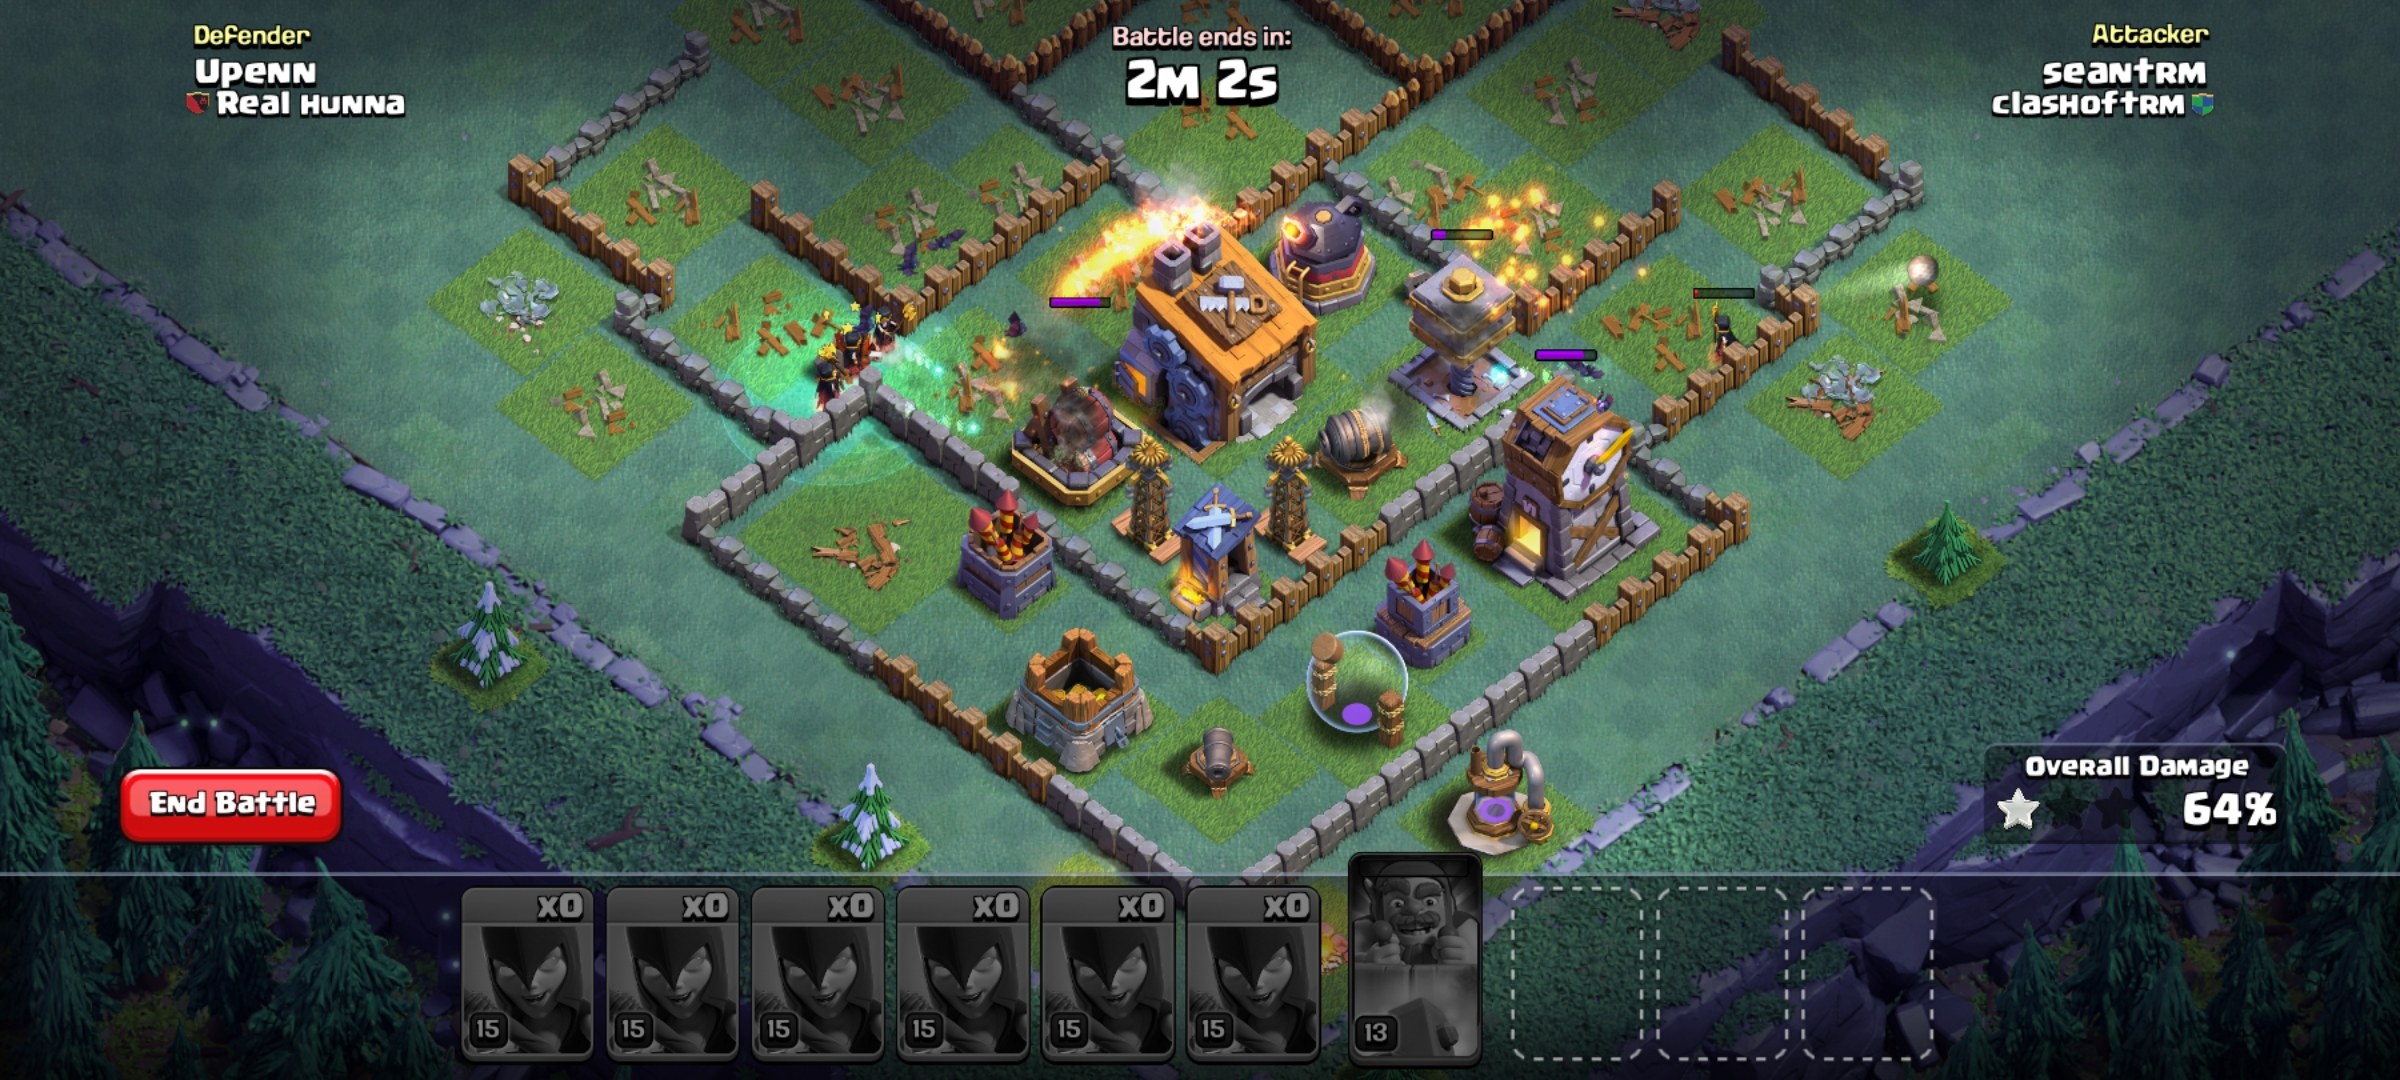 Defender
Upenn
Real Hunna
Battle ends in:
2M 2s
Attacker
seantrm
clashoftrm
VI
End Battle
Overall Damage
64%
x0
x0
x0
x0
x0
x0
15
15
15
15
15
15
13